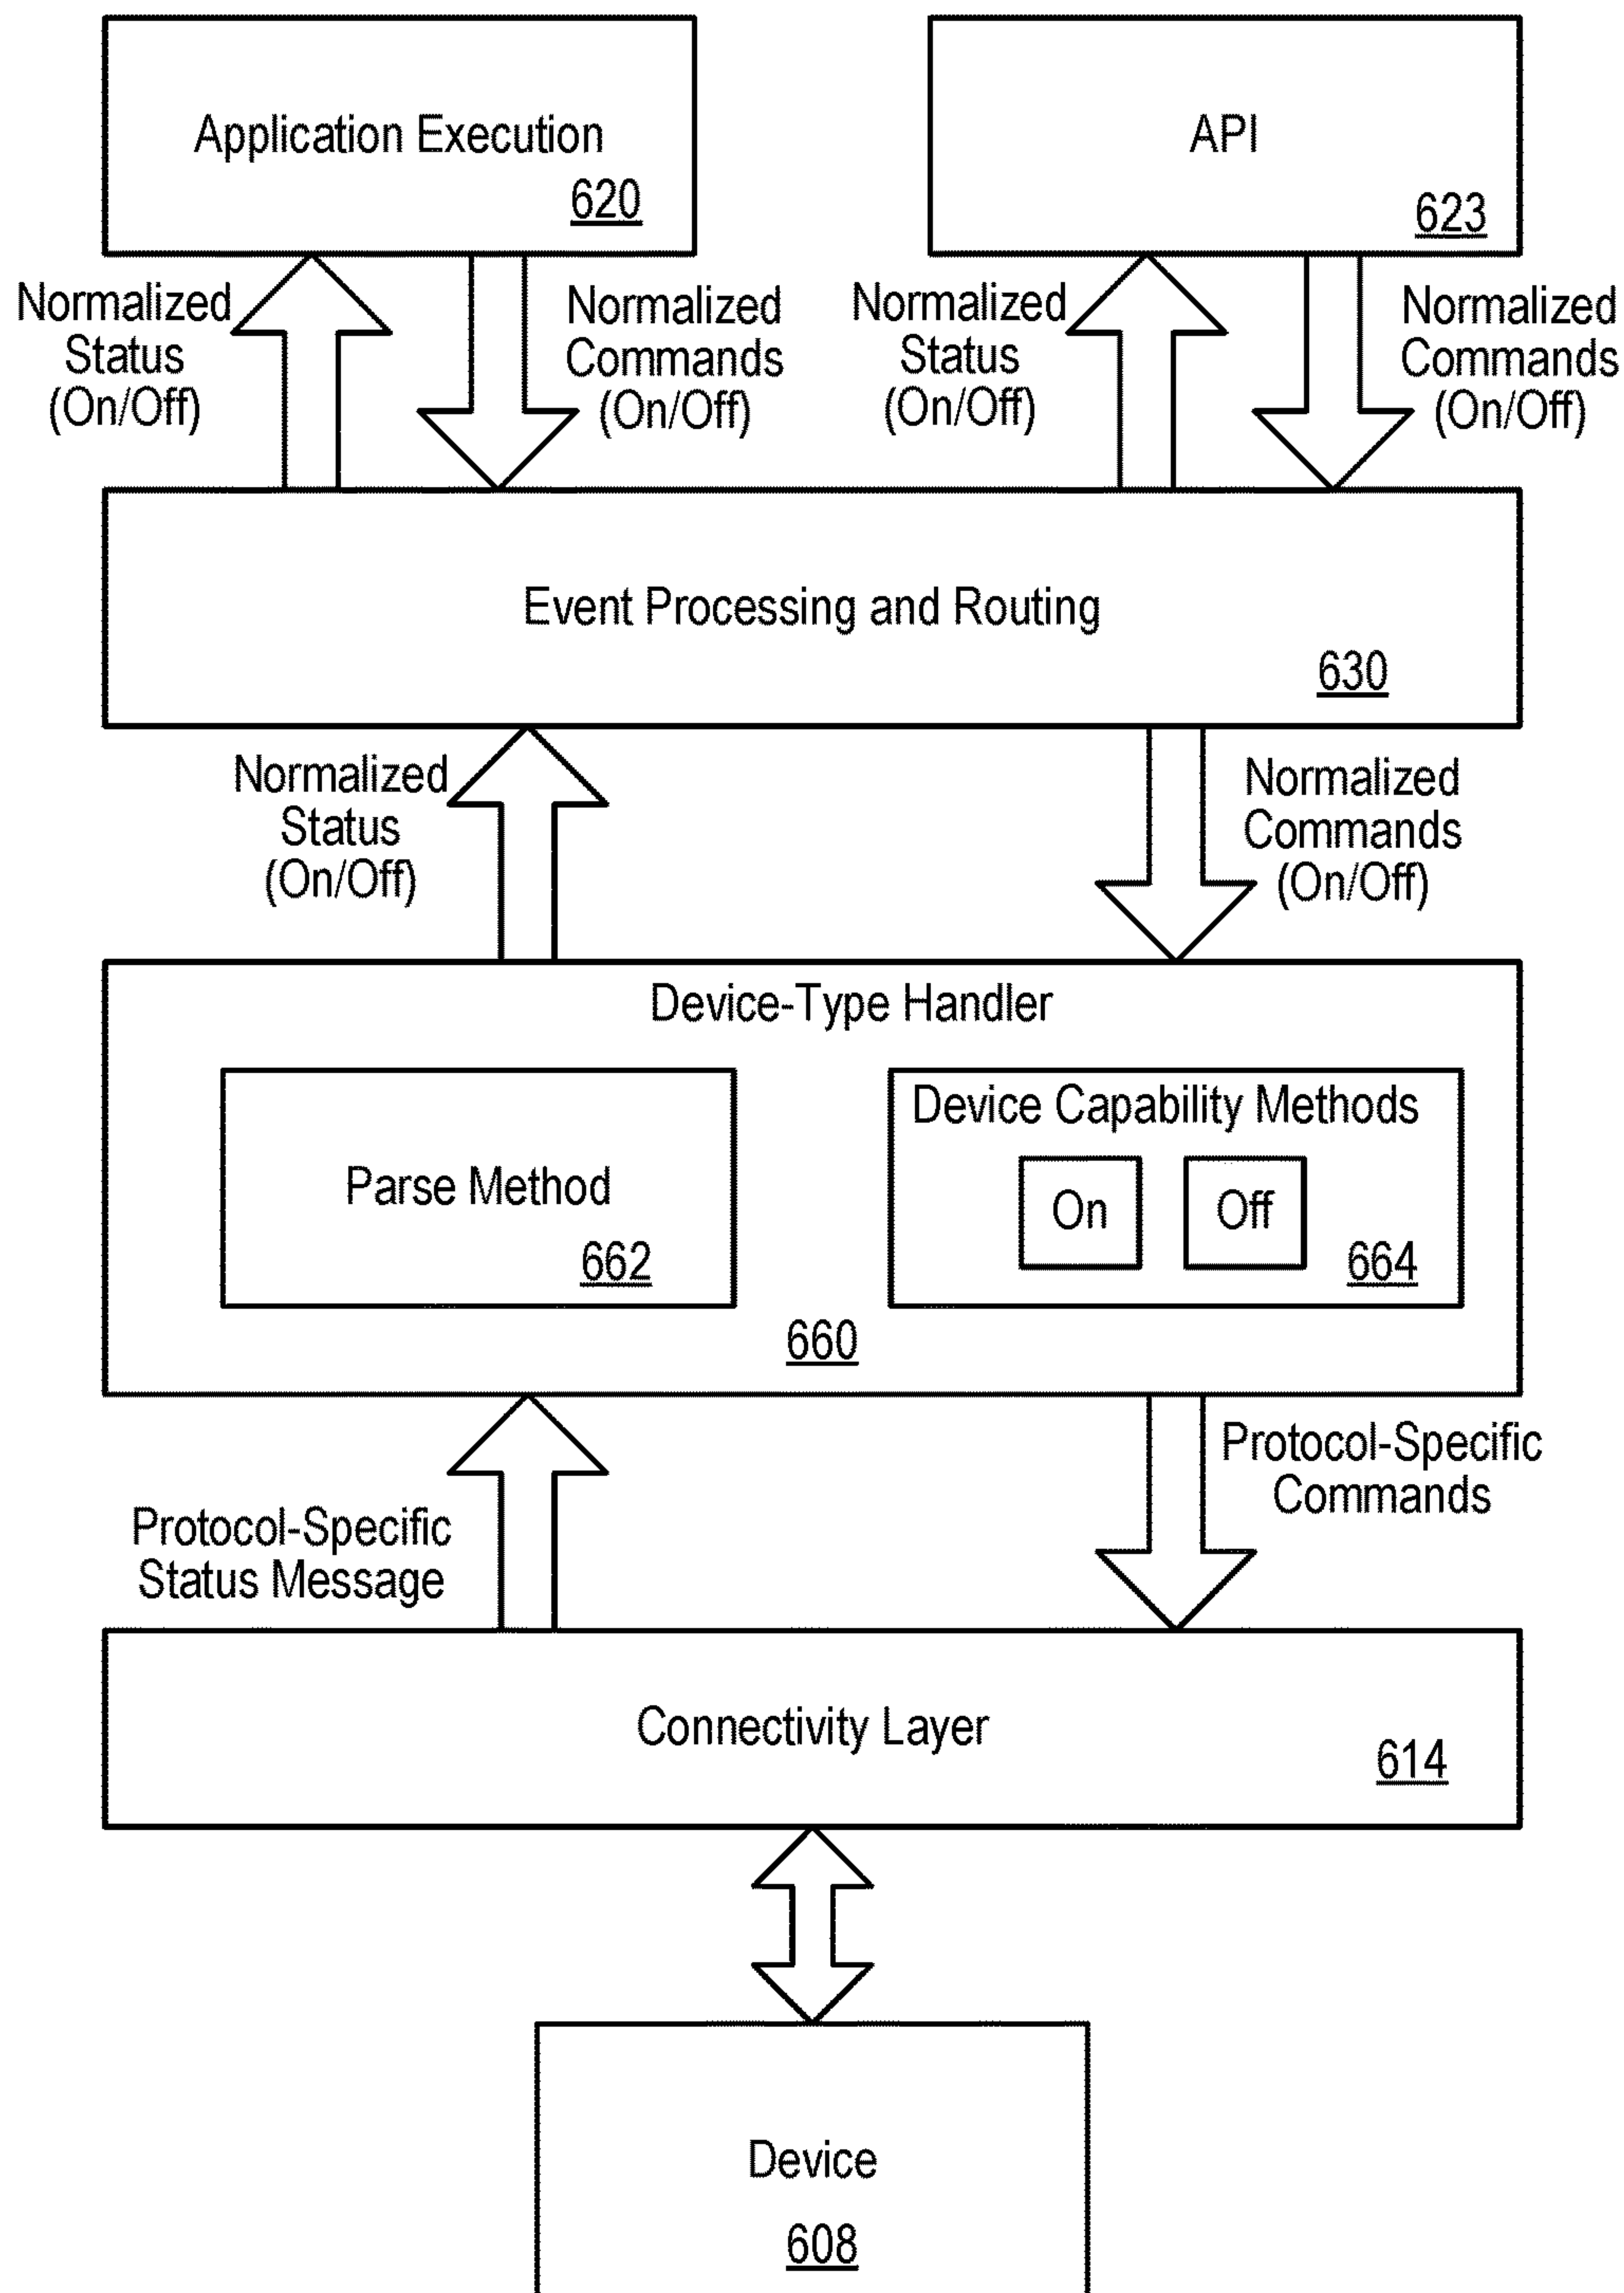 Application Execution
620
API
623
Normalized
Status
(On/Off)
Normalized
Commands
(On/Off)
Normalized
Status
(On/Off)
Normalized
Commands
(On/Off)
Event Processing and Routing
630
Normalized
Status
(On/Off)
Normalized
Commands
(On/Off)
Device-Type Handler
Parse Method
662
Device Capability Methods
On
Off
664
660
Protocol-Specific
Status Message
Protocol-Specific
Commands
Connectivity Layer
614
Device
608